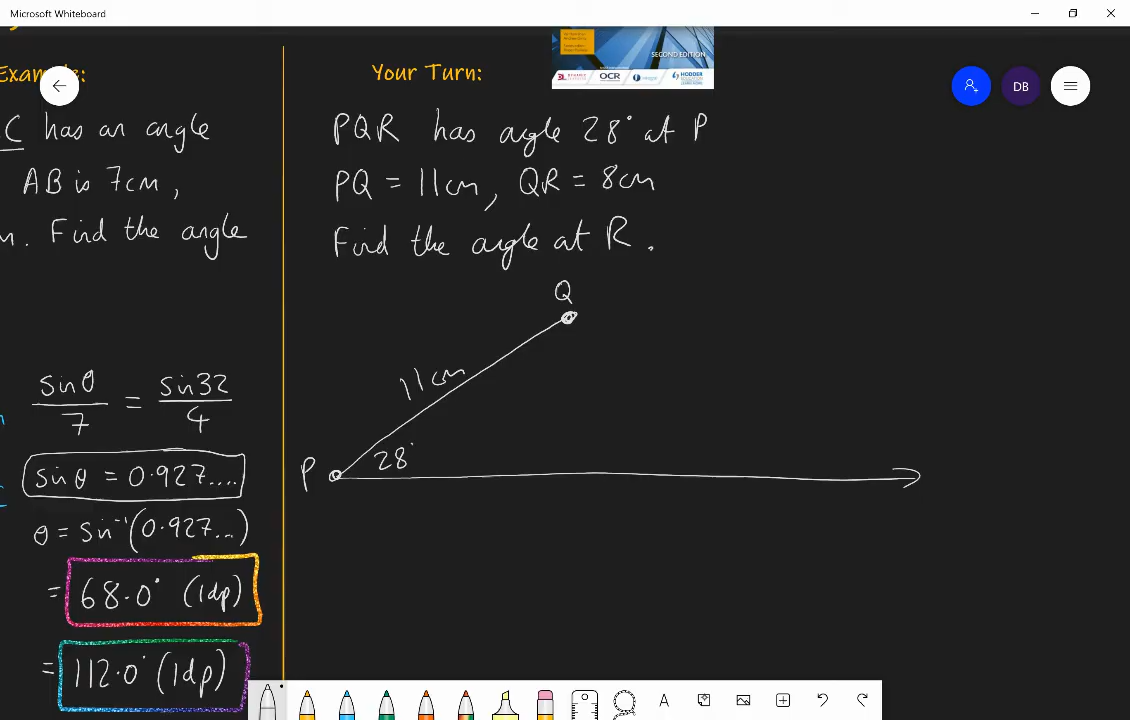 Microsoft Whiteboard
Example:
C has an angle
AB is 7cm,
m. Find the angle
sinθ/7 = sin32/4
sinθ = 0.927....
θ = sin⁻¹(0.927...)
= 68.0° (1dp)
= 112.0° (1dp)
SECOND EDITION
OCR
HODDER
Your Turn:
PQR has angle 28° at P
PQ = 11cm, QR = 8cm
Find the angle at R.
Q
11cm
P
28°
DB
A